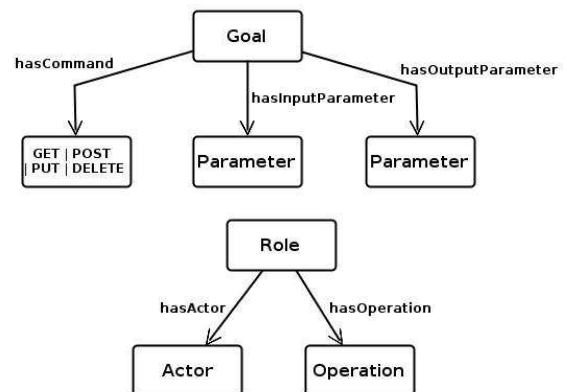 Goal
hasCommand
hasOutputParameter
hasInputParameter
GET | POST
| PUT | DELETE
Parameter
Parameter
Role
hasActor
hasOperation
Actor
Operation